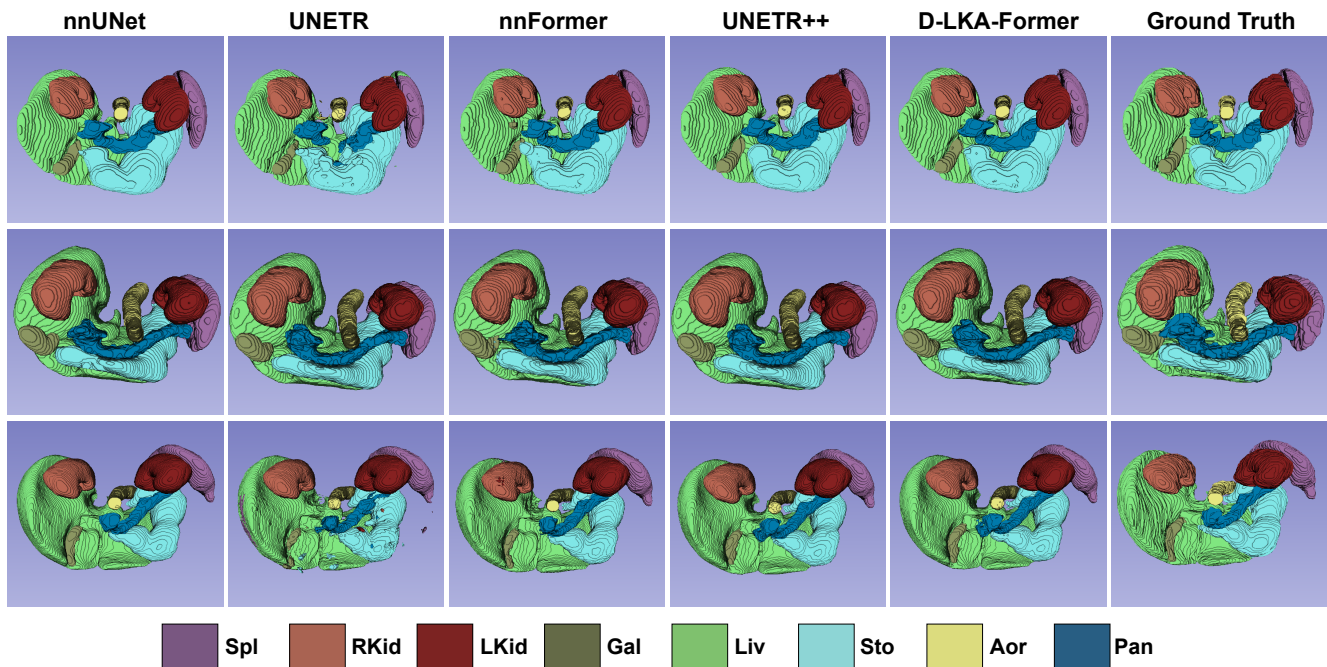 nnUNet UNETR nnFormer UNETR++ D-LKA-Former Ground Truth
Spl RKid LKid Gal Liv Sto Aor Pan